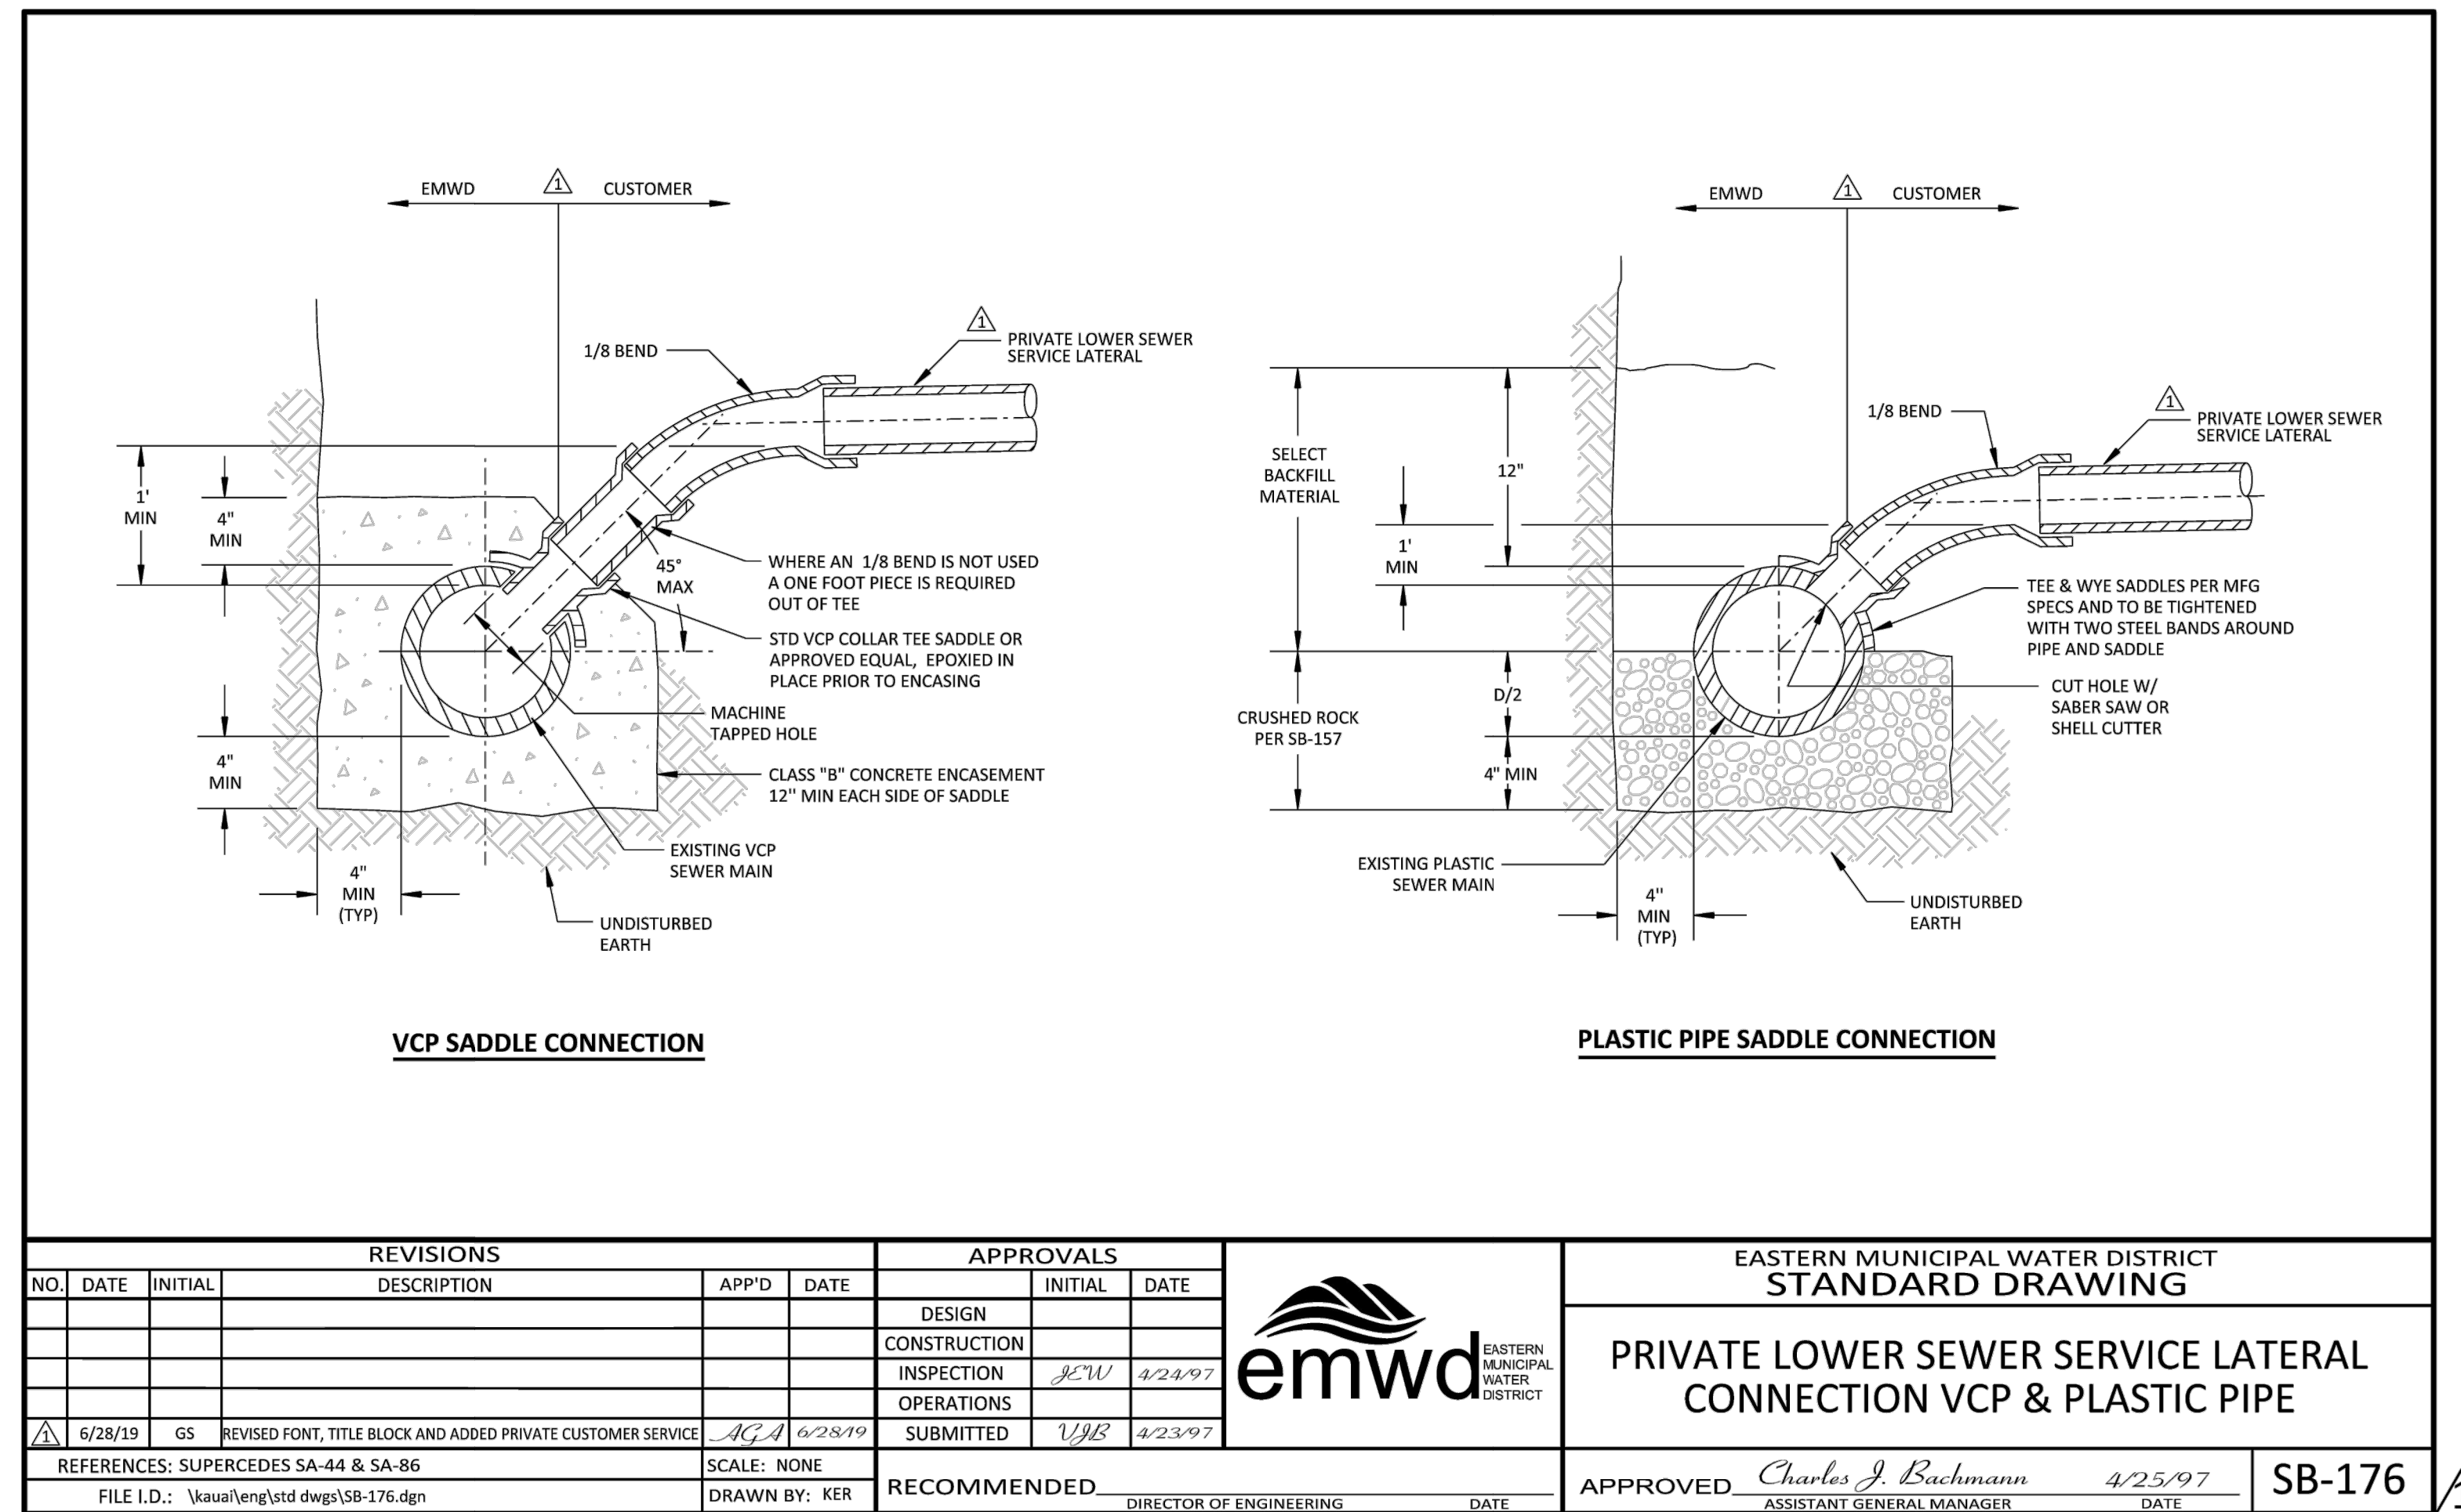 EMWD
1
CUSTOMER
1/8 BEND
1
PRIVATE LOWER SEWER
SERVICE LATERAL
1'
MIN
4"
MIN
45°
MAX
WHERE AN 1/8 BEND IS NOT USED
A ONE FOOT PIECE IS REQUIRED
OUT OF TEE
STD VCP COLLAR TEE SADDLE OR
APPROVED EQUAL, EPOXIED IN
PLACE PRIOR TO ENCASING
MACHINE
TAPPED HOLE
4"
MIN
CLASS "B" CONCRETE ENCASEMENT
12" MIN EACH SIDE OF SADDLE
EXISTING VCP
SEWER MAIN
4"
MIN
(TYP)
UNDISTURBED
EARTH
VCP SADDLE CONNECTION
EMWD
1
CUSTOMER
1/8 BEND
1
PRIVATE LOWER SEWER
SERVICE LATERAL
SELECT
BACKFILL
MATERIAL
12"
1'
MIN
TEE & WYE SADDLES PER MFG
SPECS AND TO BE TIGHTENED
WITH TWO STEEL BANDS AROUND
PIPE AND SADDLE
CUT HOLE W/
SABER SAW OR
SHELL CUTTER
D/2
CRUSHED ROCK
PER SB-157
4" MIN
EXISTING PLASTIC
SEWER MAIN
4"
MIN
(TYP)
UNDISTURBED
EARTH
PLASTIC PIPE SADDLE CONNECTION
REVISIONS
NO. DATE INITIAL DESCRIPTION APP'D DATE
1 6/28/19 GS REVISED FONT, TITLE BLOCK AND ADDED PRIVATE CUSTOMER SERVICE AGA 6/28/19
REFERENCES: SUPERCEDES SA-44 & SA-86
SCALE: NONE
FILE I.D.: \kauai\eng\std dwgs\SB-176.dgn
DRAWN BY: KER
APPROVALS
INITIAL DATE
DESIGN
CONSTRUCTION
INSPECTION JEW 4/24/97
OPERATIONS
SUBMITTED VJB 4/23/97
RECOMMENDED
DIRECTOR OF ENGINEERING DATE
emwd
EASTERN
MUNICIPAL
WATER
DISTRICT
EASTERN MUNICIPAL WATER DISTRICT
STANDARD DRAWING
PRIVATE LOWER SEWER SERVICE LATERAL
CONNECTION VCP & PLASTIC PIPE
APPROVED Charles J. Bachmann 4/25/97
ASSISTANT GENERAL MANAGER DATE
SB-176